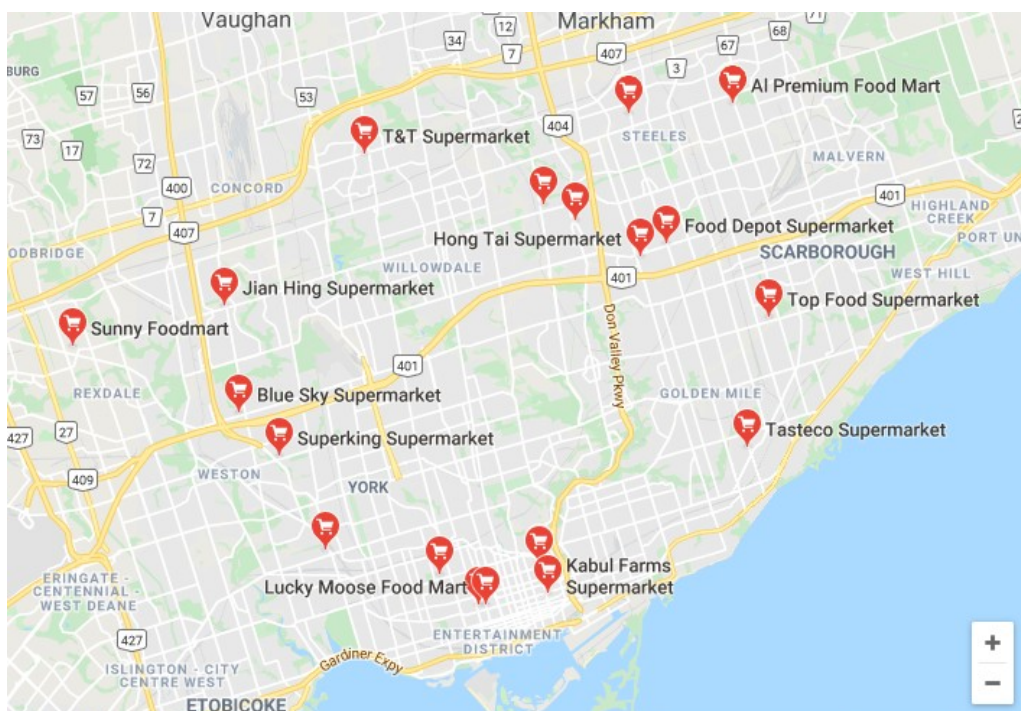 Vaughan
Markham
12
71
34
7
68
407
67
BURG
3
Al Premium Food Mart
57
56
53
404
STEELES
73
T&T Supermarket
17
72
MALVERN
400
CONCORD
401
HIGHLAND
CREEK
7
Food Depot Supermarket
407
Hong Tai Supermarket
PORT UN
ODBRIDGE
SCARBOROUGH
WILLOWDALE
WEST HILL
401
Jian Hing Supermarket
Top Food Supermarket
Sunny Foodmart
Don Valley Pkwy
401
REXDALE
GOLDEN MILE
Blue Sky Supermarket
27
427
Superking Supermarket
Tasteco Supermarket
WESTON
409
YORK
Kabul Farms
Supermarket
ERINGATE -
CENTENNIAL -
WEST DEANE
Lucky Moose Food Mart
427
ENTERTAINMENT
DISTRICT
Gardiner Expy
ISLINGTON - CITY
CENTRE WEST
ETOBICOKE
+
−